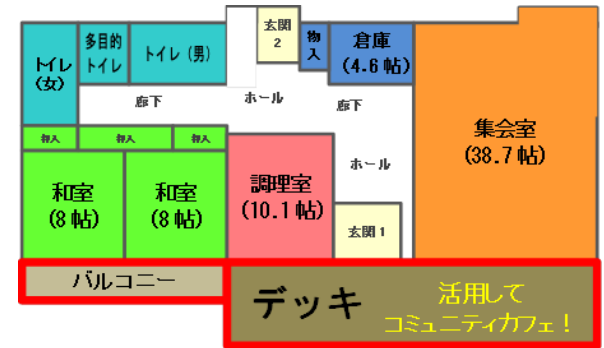 トイレ
(女)
多目的
トイレ
トイレ（男）
玄関
2
物
入
倉庫
(4.6 帖)
集会室
(38.7 帖)
廊下
ホール
廊下
物入
物入
物入
和室
(8 帖)
和室
(8 帖)
調理室
(10.1 帖)
ホール
玄関 1
バルコニー
デッキ
活用して
コミュニティカフェ！